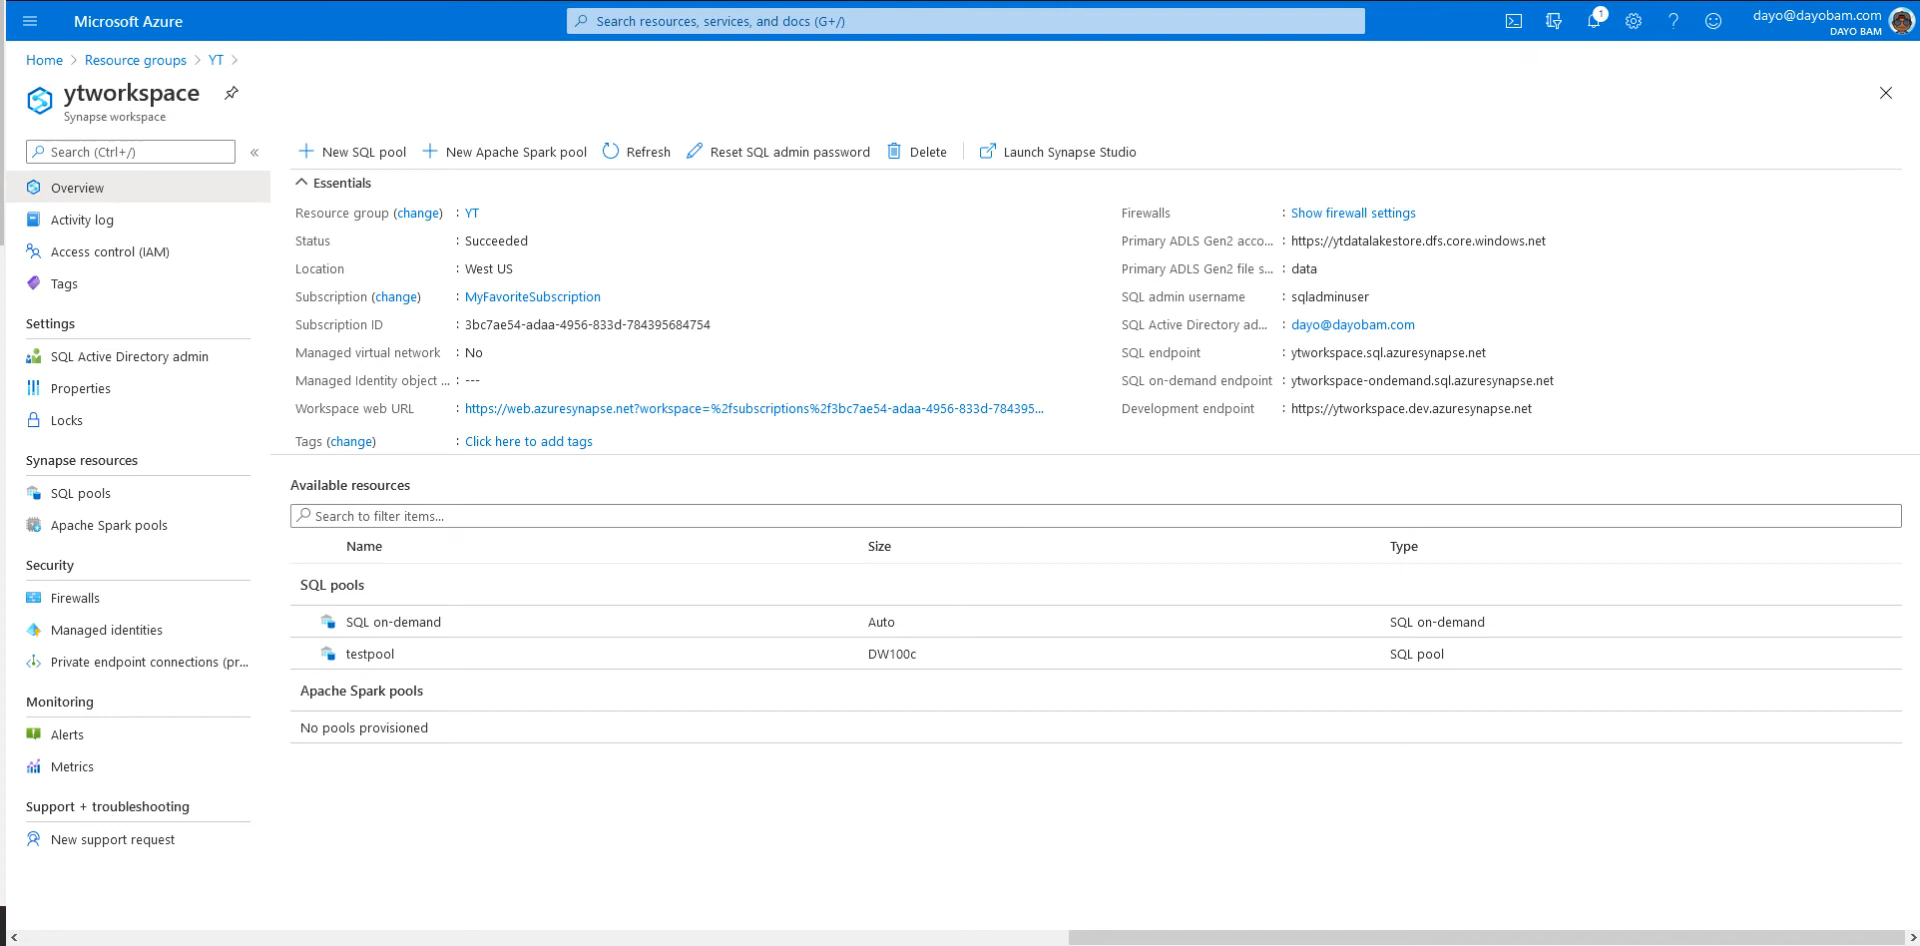 Microsoft Azure
Search resources, services, and docs (G+/)
1
dayo@dayobam.com
DAYO BAM
Home > Resource groups > YT >
ytworkspace
Synapse workspace
Search (Ctrl+/)
«
New SQL pool
New Apache Spark pool
Refresh
Reset SQL admin password
Delete
Launch Synapse Studio
Overview
Activity log
Access control (IAM)
Tags
Settings
SQL Active Directory admin
Properties
Locks
Synapse resources
SQL pools
Apache Spark pools
Security
Firewalls
Managed identities
Private endpoint connections (pr...
Monitoring
Alerts
Metrics
Support + troubleshooting
New support request
Essentials
Resource group (change) : YT
Status : Succeeded
Location : West US
Subscription (change) : MyFavoriteSubscription
Subscription ID : 3bc7ae54-adaa-4956-833d-784395684754
Managed virtual network : No
Managed Identity object ... : ---
Workspace web URL : https://web.azuresynapse.net?workspace=%2fsubscriptions%2f3bc7ae54-adaa-4956-833d-784395...
Tags (change) : Click here to add tags
Firewalls : Show firewall settings
Primary ADLS Gen2 acco... : https://ytdatalakestore.dfs.core.windows.net
Primary ADLS Gen2 file s... : data
SQL admin username : sqladminuser
SQL Active Directory ad... : dayo@dayobam.com
SQL endpoint : ytworkspace.sql.azuresynapse.net
SQL on-demand endpoint : ytworkspace-ondemand.sql.azuresynapse.net
Development endpoint : https://ytworkspace.dev.azuresynapse.net
Available resources
Search to filter items...
Name Size Type
SQL pools
SQL on-demand Auto SQL on-demand
testpool DW100c SQL pool
Apache Spark pools
No pools provisioned